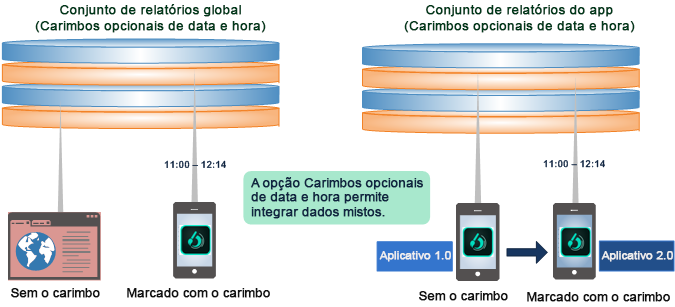 Conjunto de relatórios global
(Carimbos opcionais de data e hora)
Conjunto de relatórios do app
(Carimbos opcionais de data e hora)
11:00 – 12:14
11:00 – 12:14
A opção Carimbos opcionais
de data e hora permite
integrar dados mistos.
Aplicativo 1.0
Aplicativo 2.0
Sem o carimbo
Marcado com o carimbo
Sem o carimbo
Marcado com o carimbo